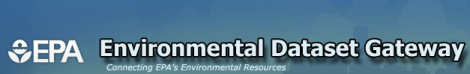 EPA Environmental Dataset Gateway
Connecting EPA's Environmental Resources